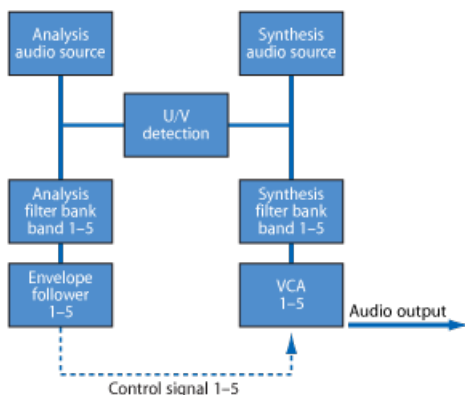 Analysis
audio source
Synthesis
audio source
U/V
detection
Analysis
filter bank
band 1–5
Synthesis
filter bank
band 1–5
Envelope
follower
1–5
VCA
1–5
Audio output
Control signal 1–5